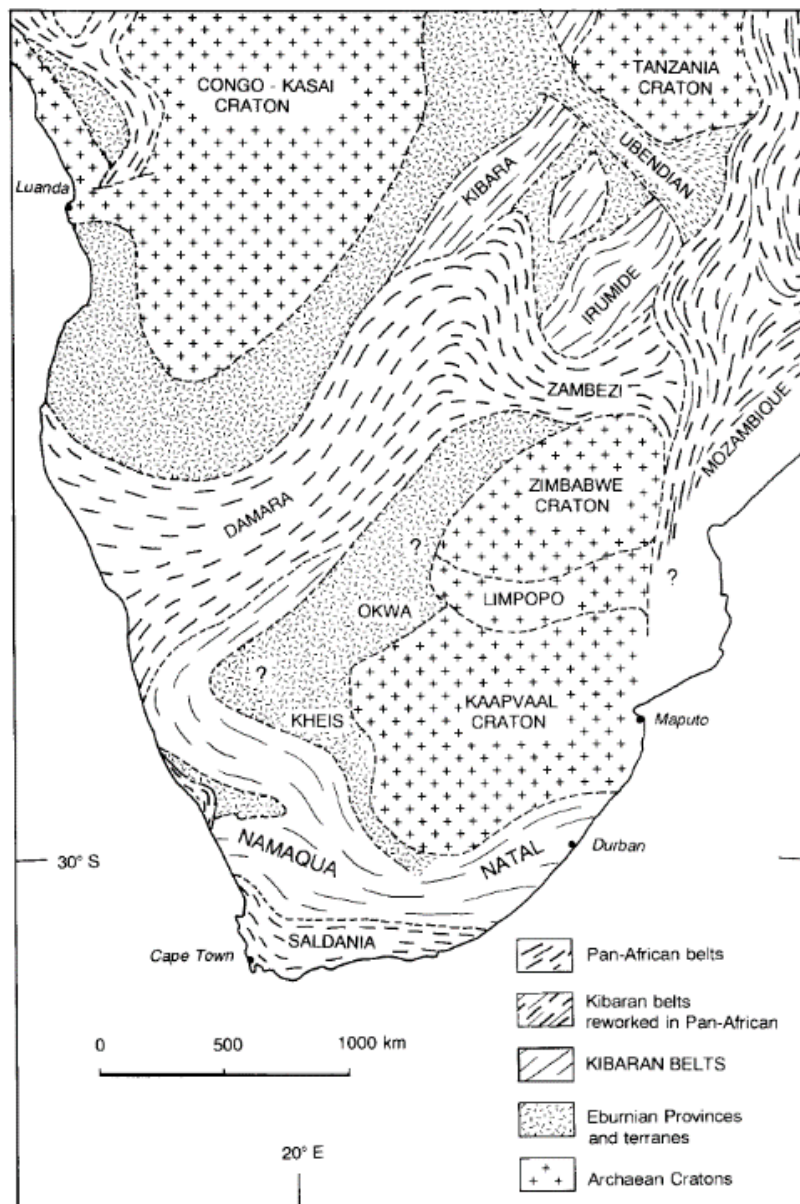 CONGO - KASAI
CRATON
TANZANIA
CRATON
UBENDIAN
Luanda
KIBARA
IRUMIDE
ZAMBEZI
MOZAMBIQUE
DAMARA
ZIMBABWE
CRATON
?
?
OKWA
LIMPOPO
?
KHEIS
KAAPVAAL
CRATON
Maputo
30° S
NAMAQUA
NATAL
Durban
SALDANIA
Cape Town
Pan-African belts
Kibaran belts
reworked in Pan-African
KIBARAN BELTS
Eburnian Provinces
and terranes
Archaean Cratons
0 500 1000 km
20° E